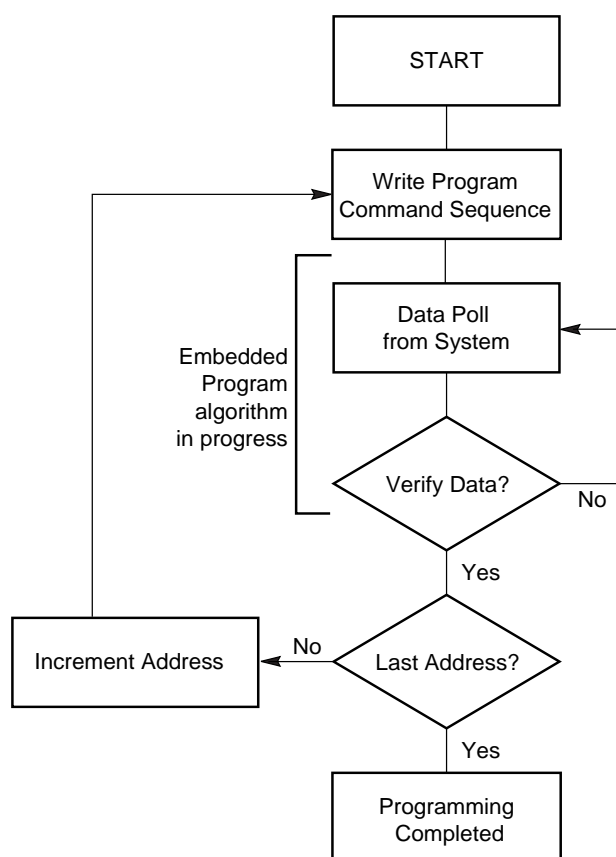 START
Write Program
Command Sequence
Data Poll
from System
Embedded
Program
algorithm
in progress
Verify Data?
No
Yes
Increment Address
No
Last Address?
Yes
Programming
Completed